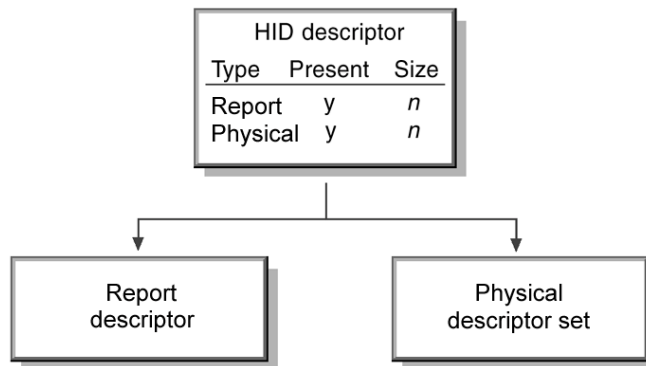 HID descriptor
Type Present Size
Report y n
Physical y n
Report
descriptor
Physical
descriptor set